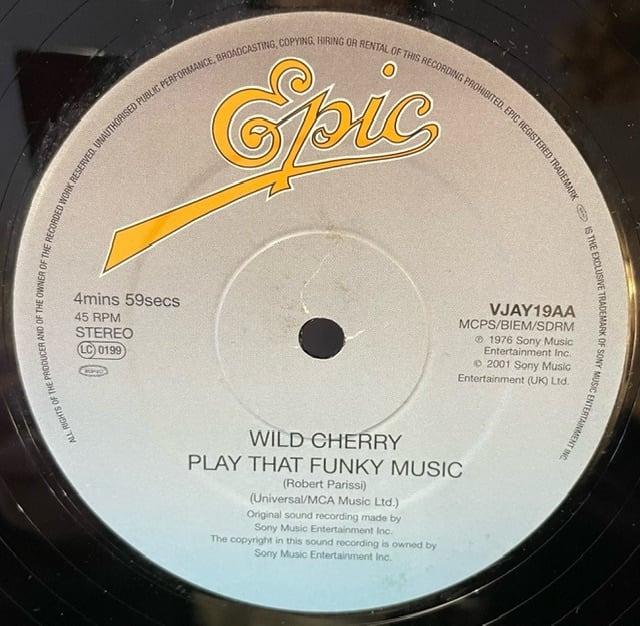 ALL RIGHTS OF THE PRODUCER AND OF THE OWNER OF THE RECORDED WORK RESERVED. UNAUTHORISED PUBLIC PERFORMANCE, BROADCASTING, COPYING, HIRING OR RENTAL OF THIS RECORDING PROHIBITED. EPIC REGISTERED TRADEMARK IS THE EXCLUSIVE TRADEMARK OF SONY MUSIC ENTERTAINMENT INC.
Epic
4mins 59secs
45 RPM
STEREO
LC 0199
VJAY19AA
MCPS/BIEM/SDRM
℗ 1976 Sony Music
Entertainment Inc.
© 2001 Sony Music
Entertainment (UK) Ltd.
WILD CHERRY
PLAY THAT FUNKY MUSIC
(Robert Parissi)
(Universal/MCA Music Ltd.)
Original sound recording made by
Sony Music Entertainment Inc.
The copyright in this sound recording is owned by
Sony Music Entertainment Inc.